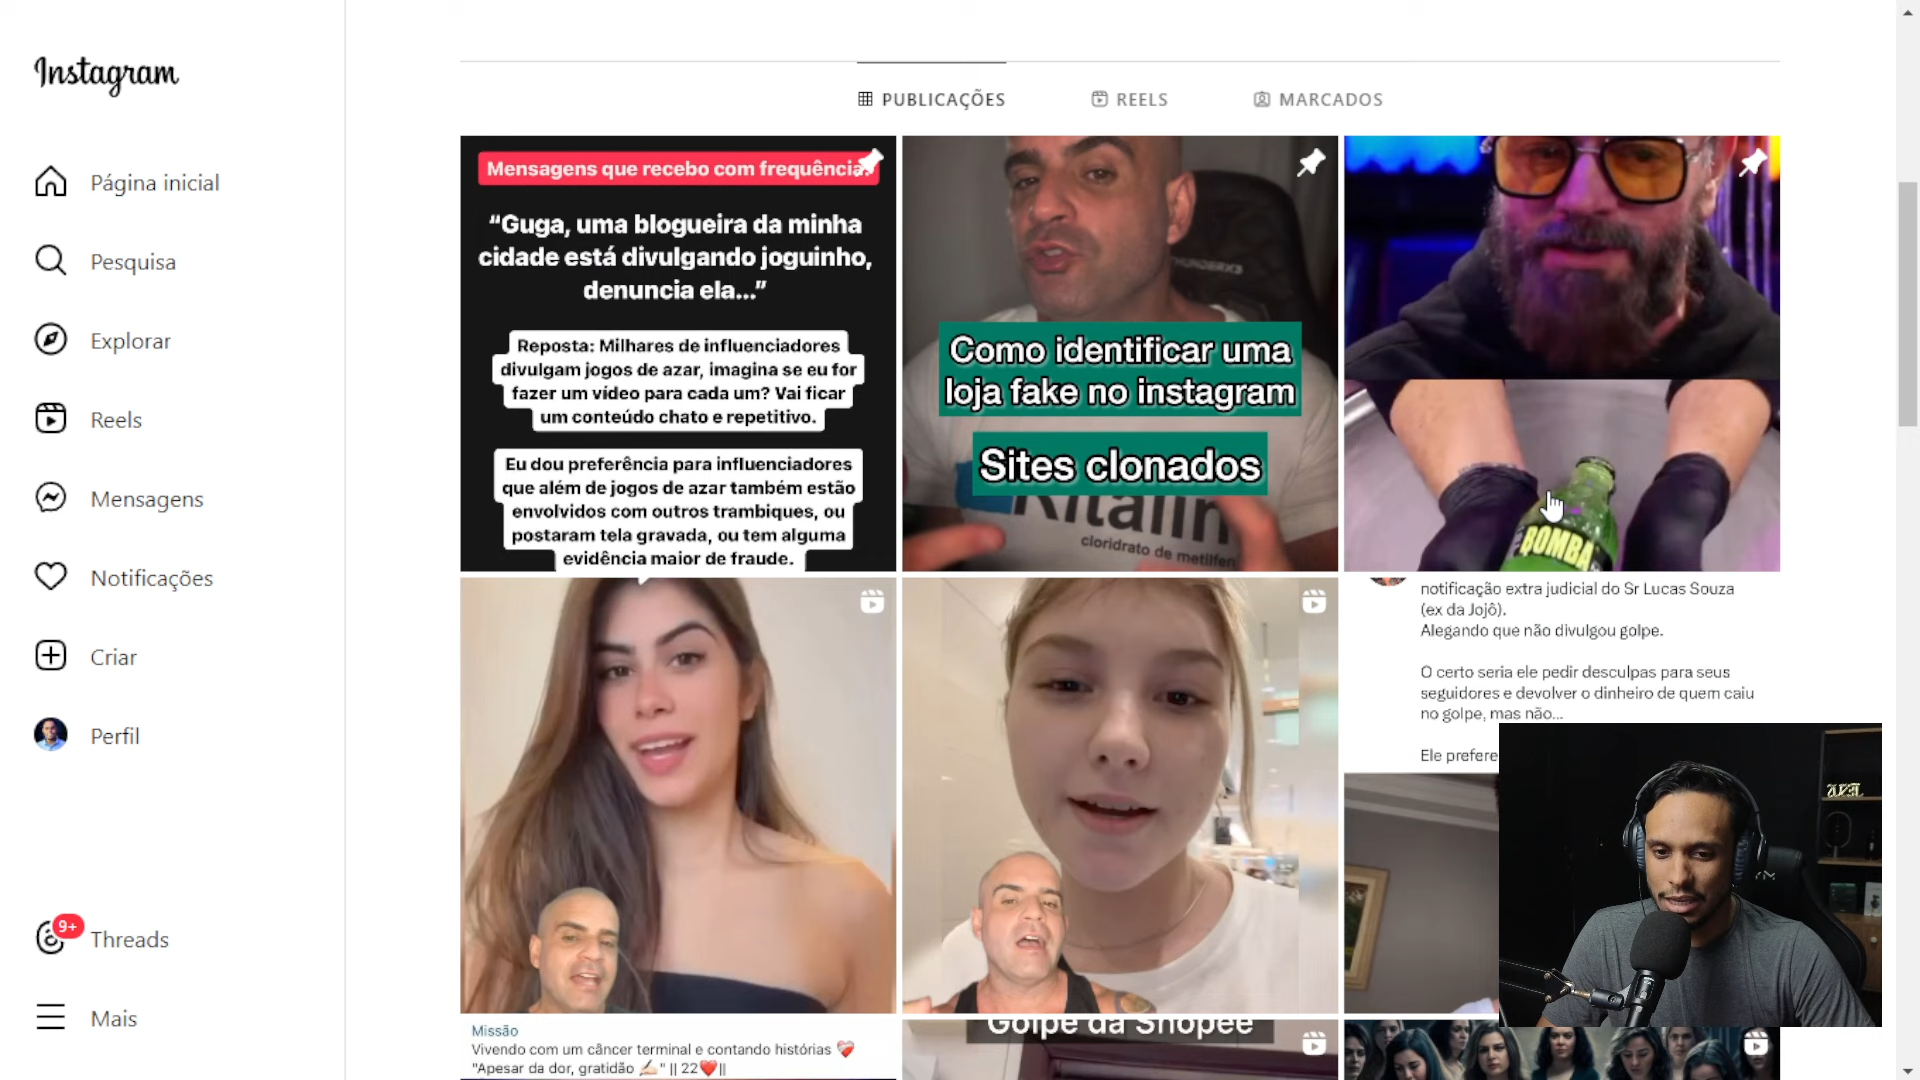 Instagram
PUBLICAÇÕES
REELS
MARCADOS
Página inicial
Pesquisa
Explorar
Reels
Mensagens
Notificações
Criar
Perfil
9+
Threads
Mais
Mensagens que recebo com frequência
“Guga, uma blogueira da minha
cidade está divulgando joguinho,
denuncia ela...”
Reposta: Milhares de influenciadores
divulgam jogos de azar, imagina se eu for
fazer um vídeo para cada um? Vai ficar
um conteúdo chato e repetitivo.
Eu dou preferência para influenciadores
que além de jogos de azar também estão
envolvidos com outros trambiques, ou
postaram tela gravada, ou tem alguma
evidência maior de fraude.
THUNDERX3
Como identificar uma
loja fake no instagram
Sites clonados
Ritalin
cloridrato de metilfen
BOMBA
notificação extra judicial do Sr Lucas Souza
(ex da Jojô).
Alegando que não divulgou golpe.
O certo seria ele pedir desculpas para seus
seguidores e devolver o dinheiro de quem caiu
no golpe, mas não...
Ele prefere
Missão
Vivendo com um câncer terminal e contando histórias ❤️‍🩹
"Apesar da dor, gratidão ✍🏻" || 22❤️||
Golpe da Shopee